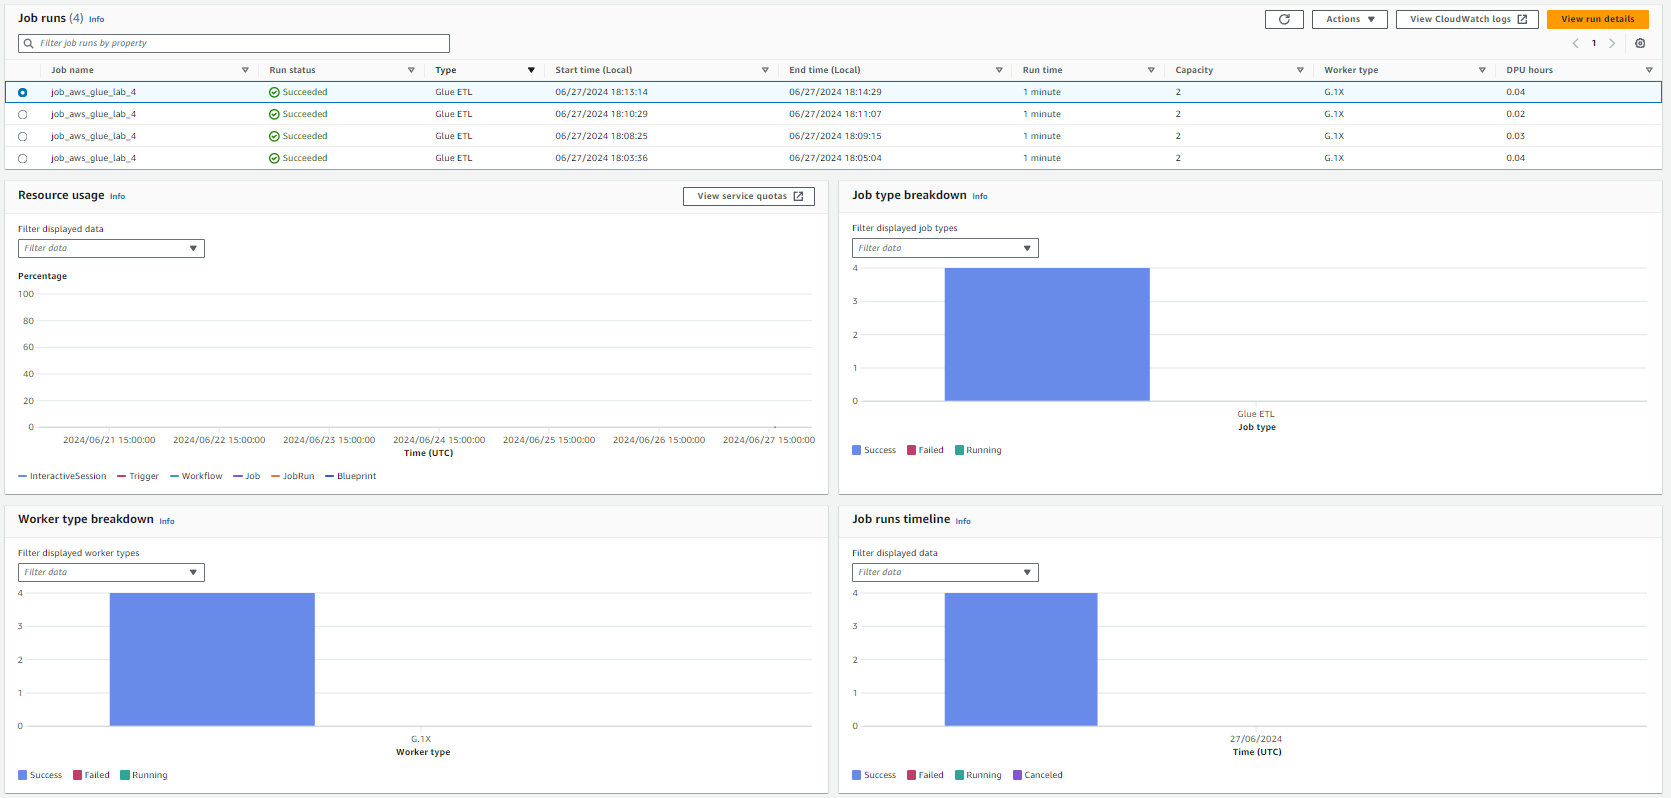 Job runs (4) Info
Actions View CloudWatch logs View run details
Filter job runs by property
1
Job name Run status Type Start time (Local) End time (Local) Run time Capacity Worker type DPU hours
job_aws_glue_lab_4 Succeeded Glue ETL 06/27/2024 18:13:14 06/27/2024 18:14:29 1 minute 2 G.1X 0.04
job_aws_glue_lab_4 Succeeded Glue ETL 06/27/2024 18:10:29 06/27/2024 18:11:07 1 minute 2 G.1X 0.02
job_aws_glue_lab_4 Succeeded Glue ETL 06/27/2024 18:08:25 06/27/2024 18:09:15 1 minute 2 G.1X 0.03
job_aws_glue_lab_4 Succeeded Glue ETL 06/27/2024 18:03:36 06/27/2024 18:05:04 1 minute 2 G.1X 0.04
Resource usage Info
View service quotas
Filter displayed data
Filter data
Percentage
100
80
60
40
20
0
2024/06/21 15:00:00 2024/06/22 15:00:00 2024/06/23 15:00:00 2024/06/24 15:00:00 2024/06/25 15:00:00 2024/06/26 15:00:00 2024/06/27 15:00:00
Time (UTC)
InteractiveSession Trigger Workflow Job JobRun Blueprint
Job type breakdown Info
Filter displayed job types
Filter data
4
3
2
1
0
Glue ETL
Job type
Success Failed Running
Worker type breakdown Info
Filter displayed worker types
Filter data
4
3
2
1
0
G.1X
Worker type
Success Failed Running
Job runs timeline Info
Filter displayed data
Filter data
4
3
2
1
0
27/06/2024
Time (UTC)
Success Failed Running Canceled